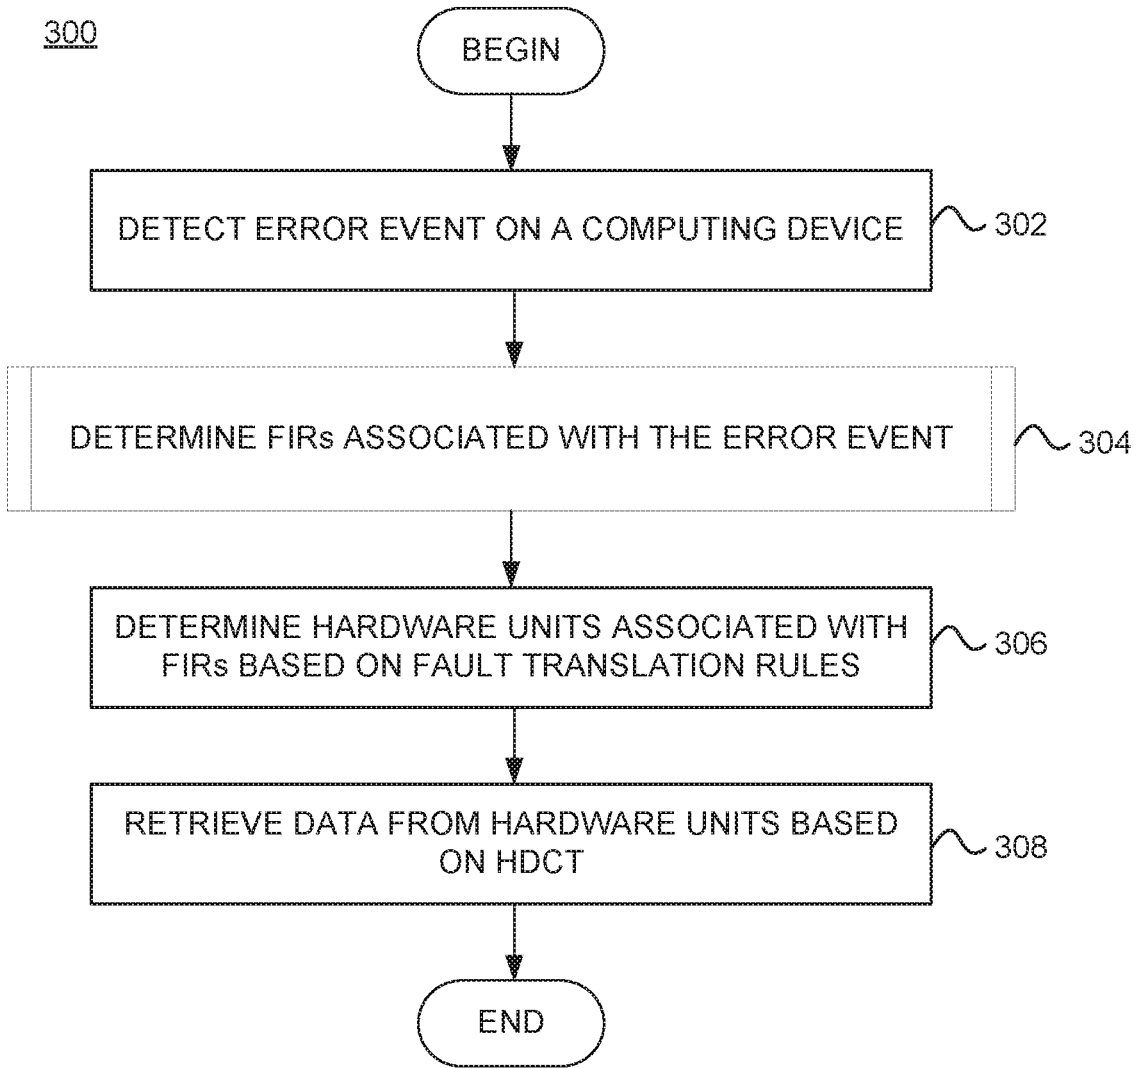 300
BEGIN
DETECT ERROR EVENT ON A COMPUTING DEVICE
302
DETERMINE FIRs ASSOCIATED WITH THE ERROR EVENT
304
DETERMINE HARDWARE UNITS ASSOCIATED WITH
FIRs BASED ON FAULT TRANSLATION RULES
306
RETRIEVE DATA FROM HARDWARE UNITS BASED
ON HDCT
308
END